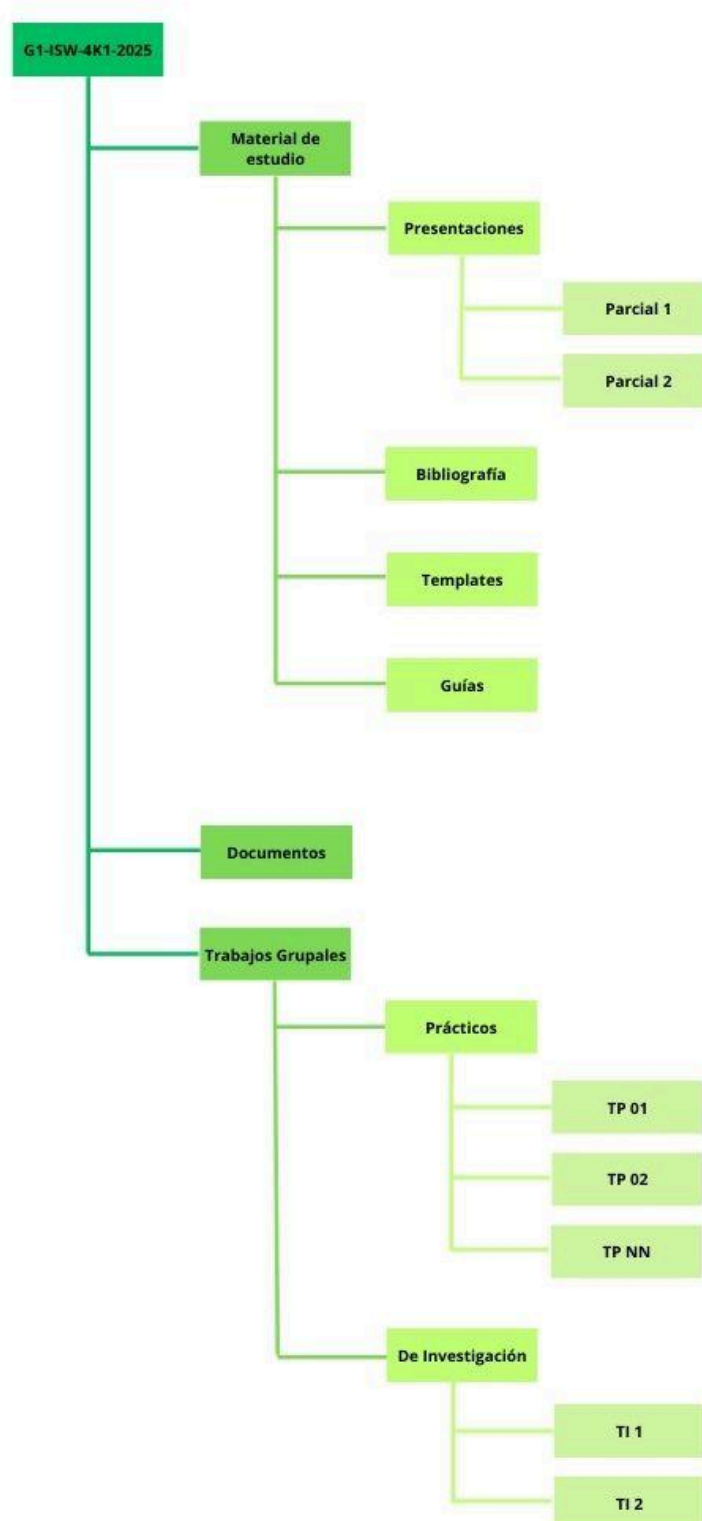 G1-ISW-4K1-2025
Material de
estudio
Presentaciones
Parcial 1
Parcial 2
Bibliografía
Templates
Guías
Documentos
Trabajos Grupales
Prácticos
TP 01
TP 02
TP NN
De Investigación
TI 1
TI 2